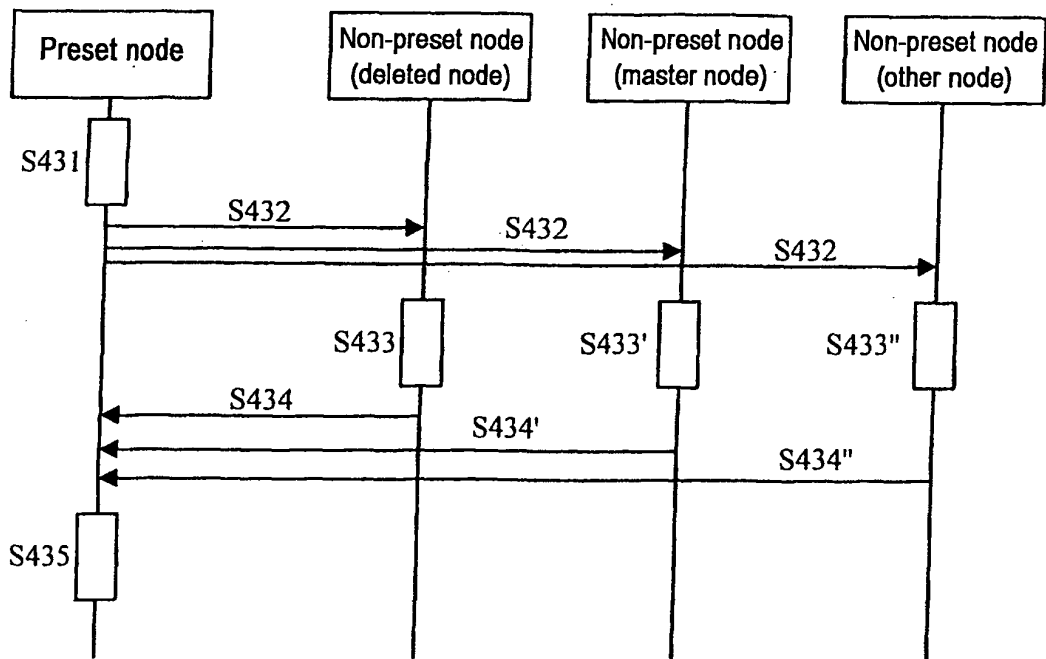 Preset node
Non-preset node
(deleted node)
Non-preset node
(master node)
Non-preset node
(other node)
S431
S432
S432
S432
S433
S433'
S433"
S434
S434'
S434"
S435